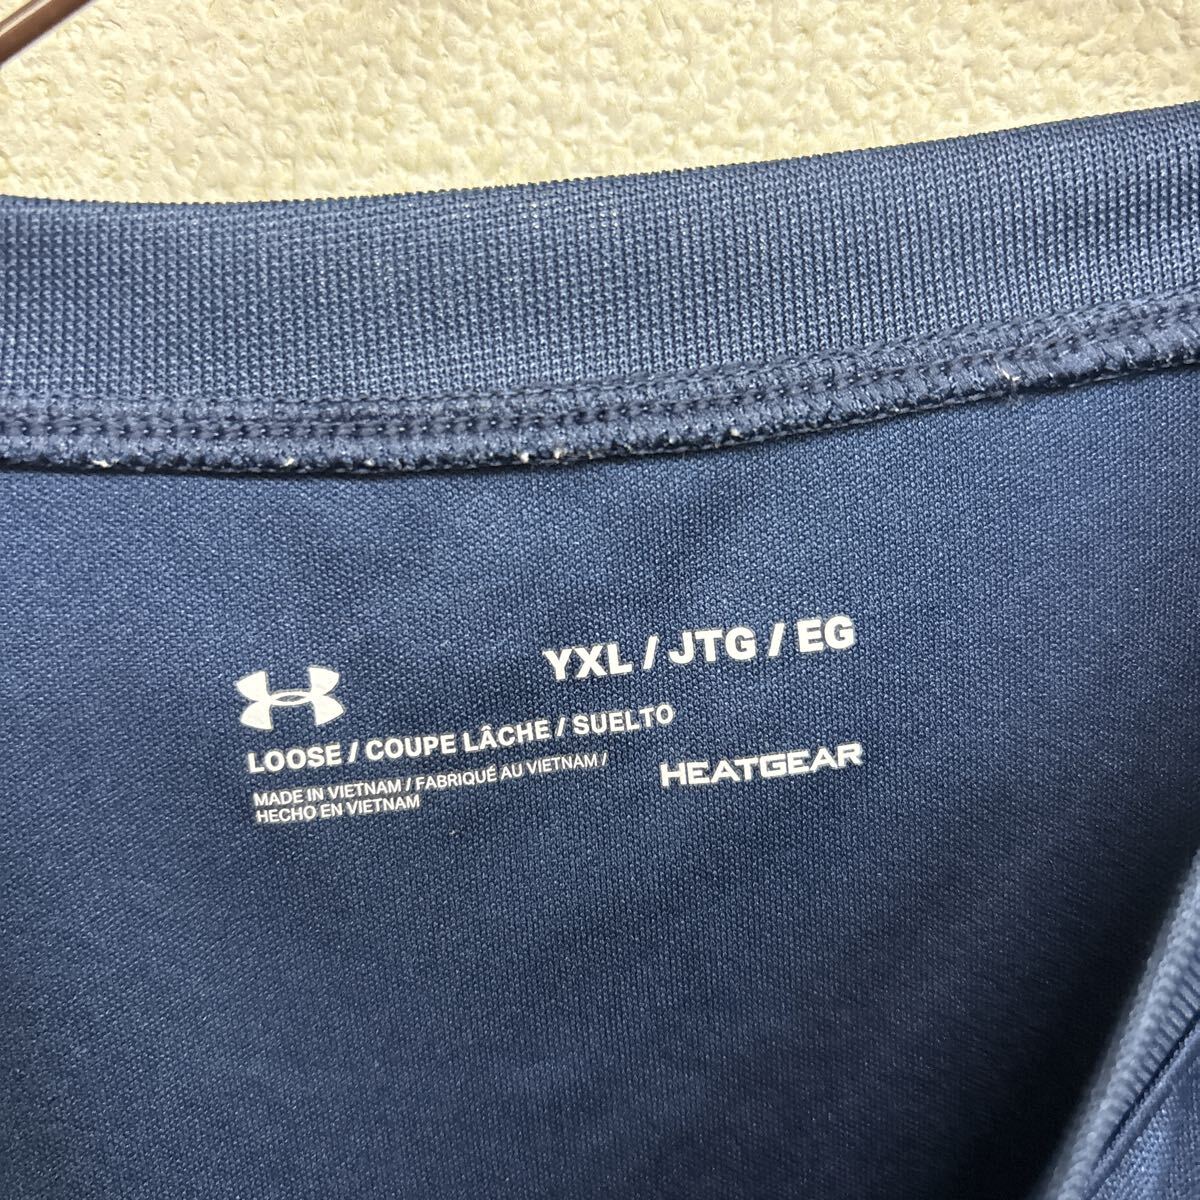 YXL / JTG / EG
LOOSE / COUPE LÂCHE / SUELTO
MADE IN VIETNAM / FABRIQUÉ AU VIETNAM /
HECHO EN VIETNAM
HEATGEAR